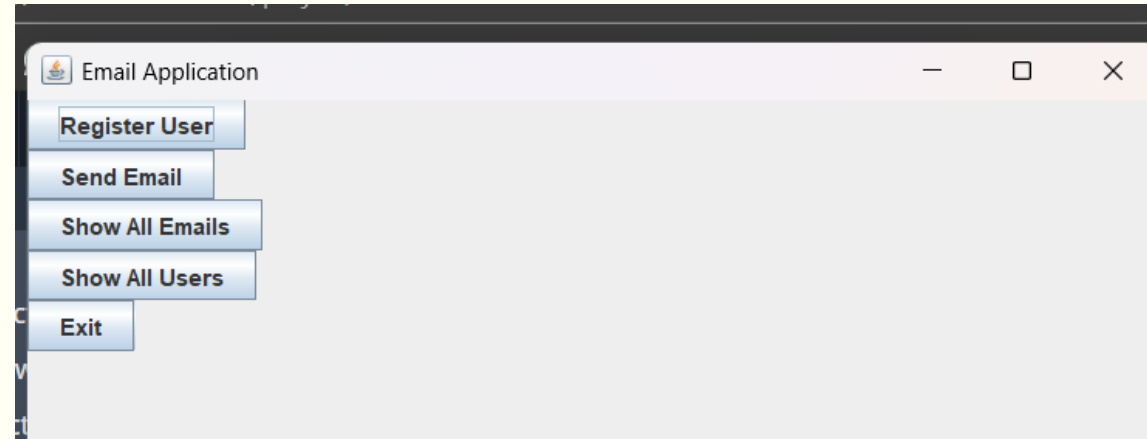 Email Application
Register User
Send Email
Show All Emails
Show All Users
Exit